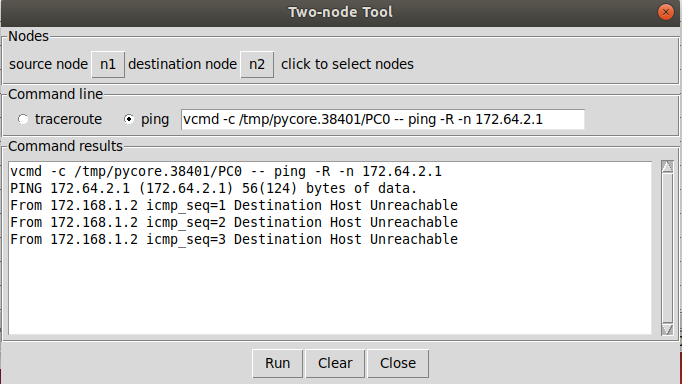 Two-node Tool
Nodes
source node n1 destination node n2 click to select nodes
Command line
traceroute ping vcmd -c /tmp/pycore.38401/PC0 -- ping -R -n 172.64.2.1
Command results
vcmd -c /tmp/pycore.38401/PC0 -- ping -R -n 172.64.2.1
PING 172.64.2.1 (172.64.2.1) 56(124) bytes of data.
From 172.168.1.2 icmp_seq=1 Destination Host Unreachable
From 172.168.1.2 icmp_seq=2 Destination Host Unreachable
From 172.168.1.2 icmp_seq=3 Destination Host Unreachable
Run Clear Close